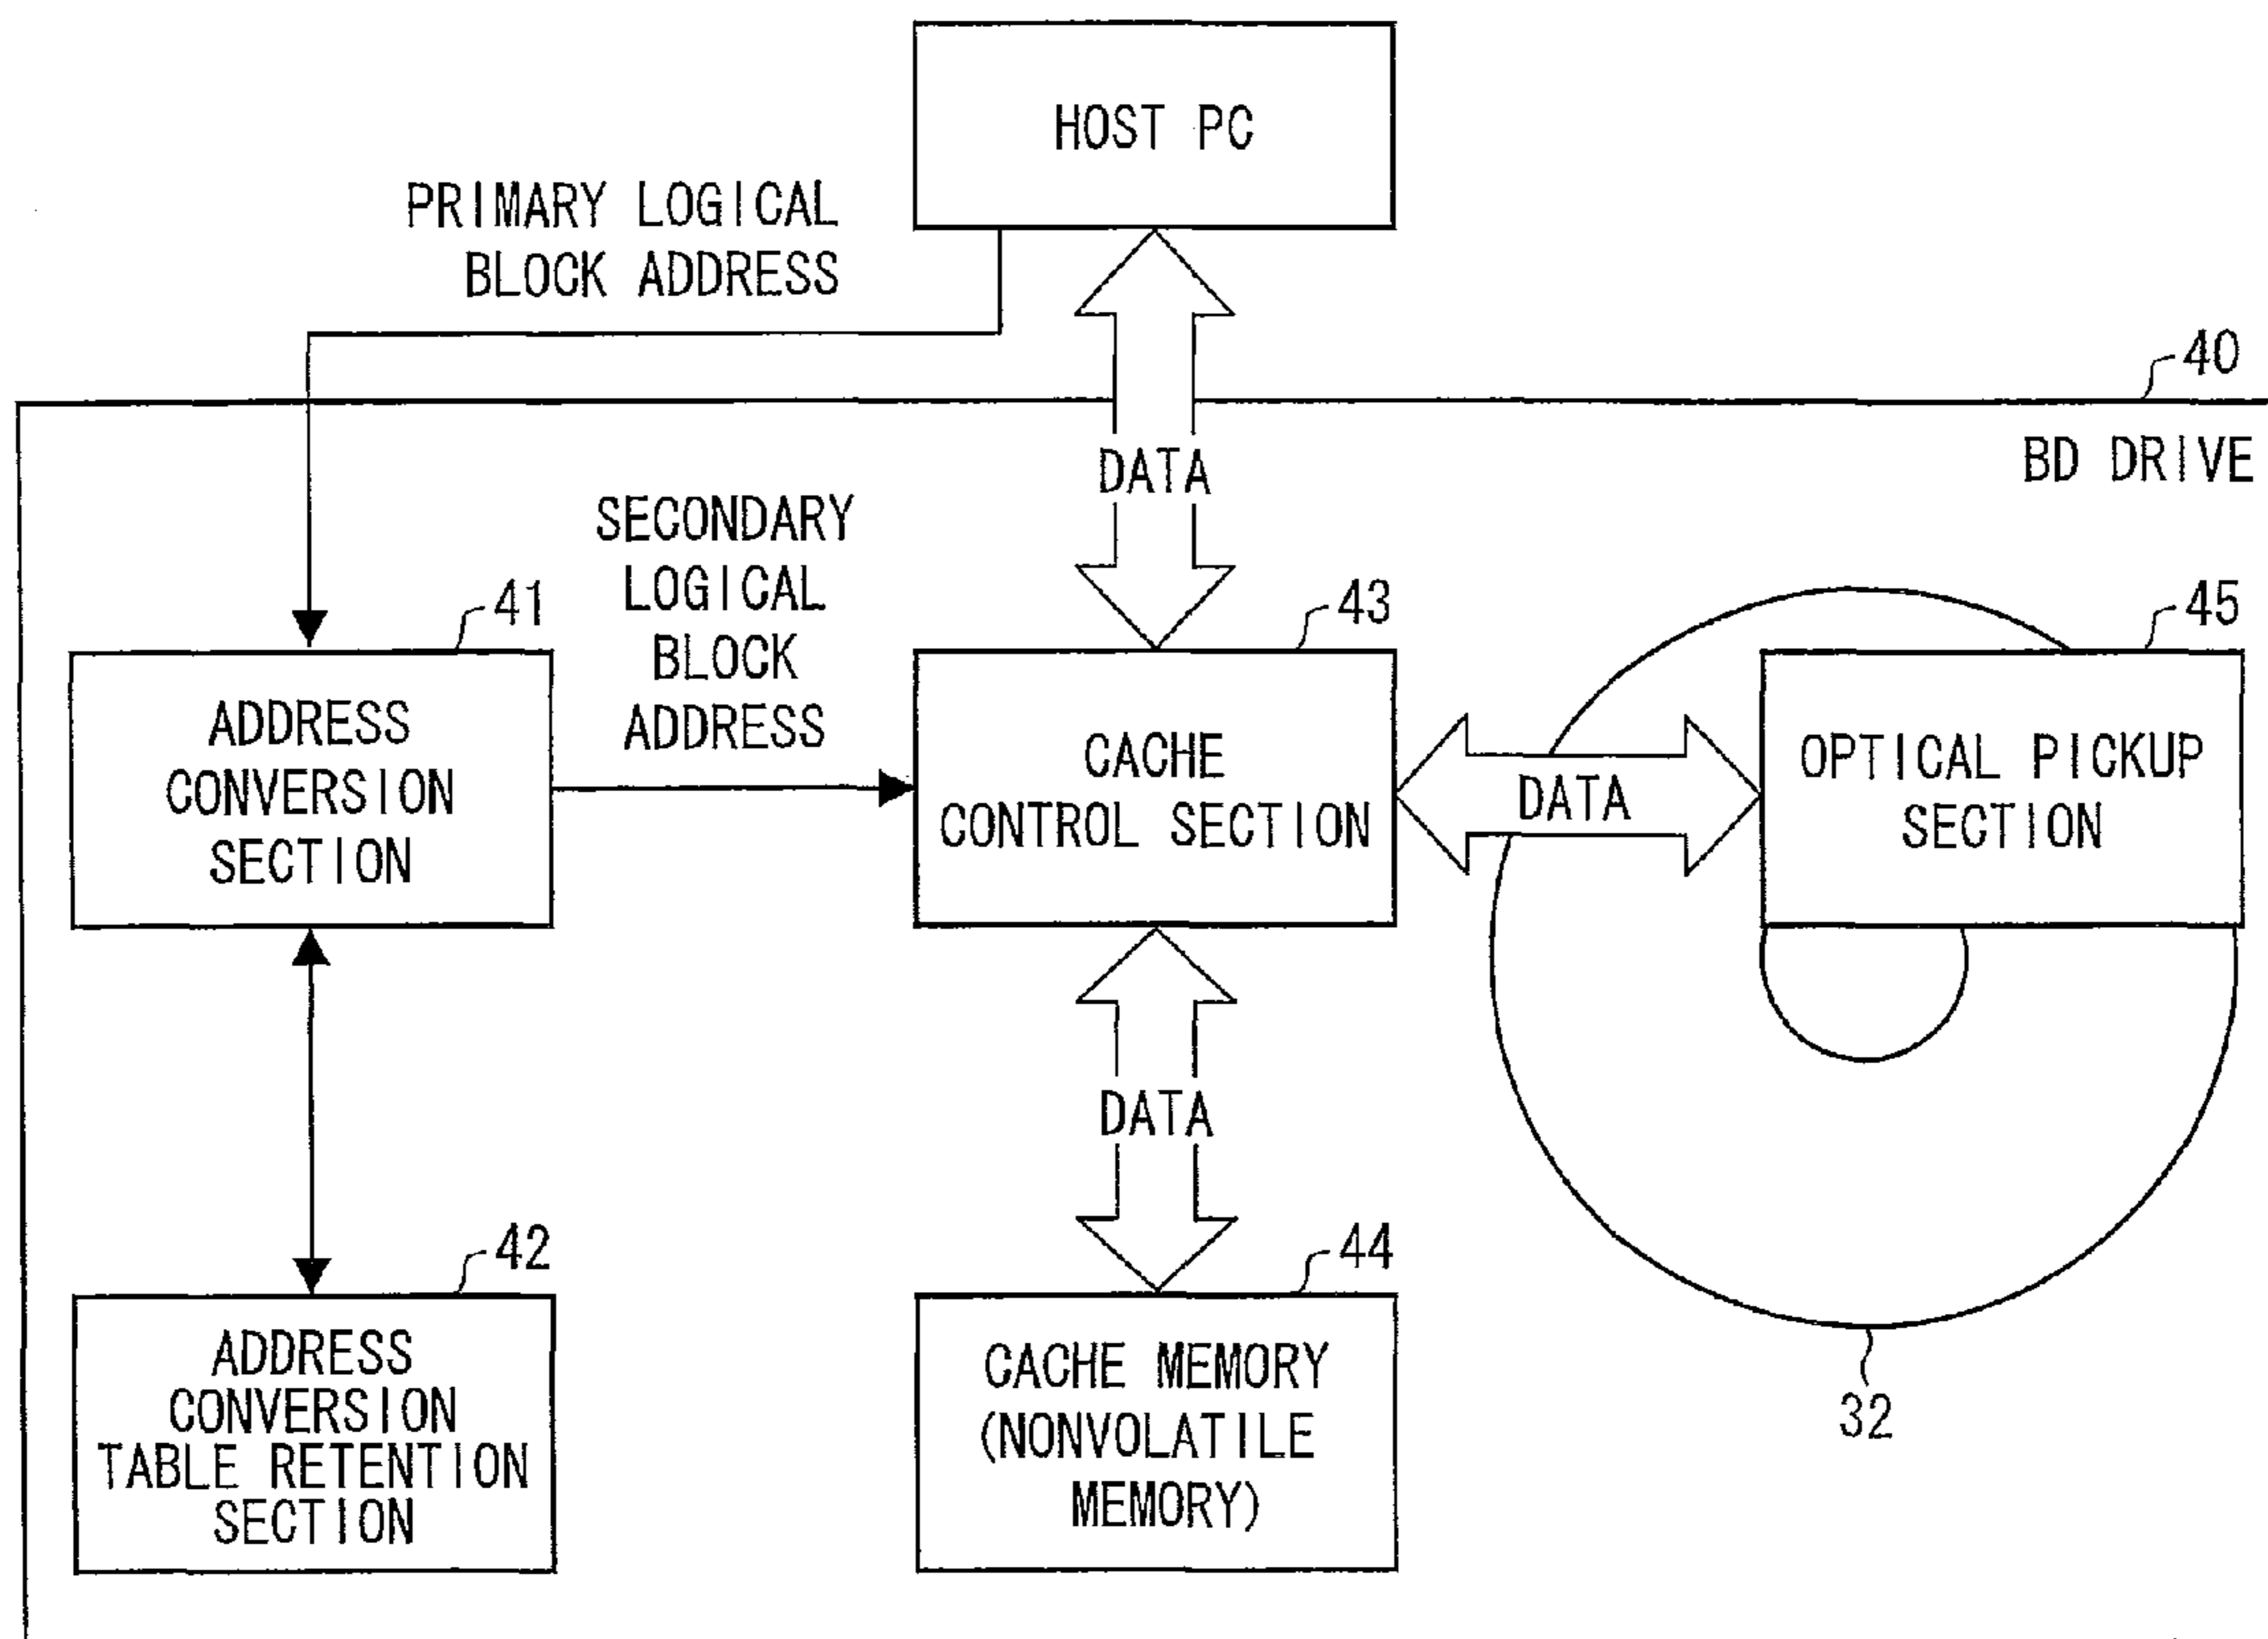 HOST PC
PRIMARY LOGICAL
BLOCK ADDRESS
40
BD DRIVE
DATA
SECONDARY
LOGICAL
BLOCK
ADDRESS
41
ADDRESS
CONVERSION
SECTION
43
CACHE
CONTROL SECTION
DATA
45
OPTICAL PICKUP
SECTION
DATA
42
ADDRESS
CONVERSION
TABLE RETENTION
SECTION
44
CACHE MEMORY
(NONVOLATILE
MEMORY)
32